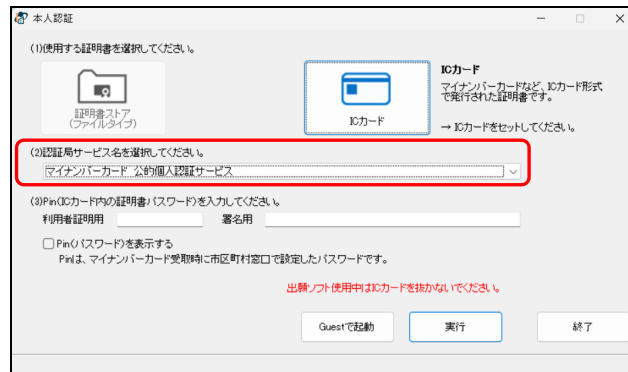 本人認証
(1)使用する証明書を選択してください。
証明書ストア
(ファイルタイプ)
ICカード
ICカード
マイナンバーカードなど、ICカード形式
で発行された証明書です。
→ ICカードをセットしてください。
(2)認証局サービス名を選択してください。
マイナンバーカード 公的個人認証サービス
(3)Pin(ICカード内の証明書パスワード)を入力してください。
利用者証明用
署名用
Pin(パスワード)を表示する
Pinは、マイナンバーカード受取時に市区町村窓口で設定したパスワードです。
出願ソフト使用中はICカードを抜かないでください。
Guestで起動
実行
終了